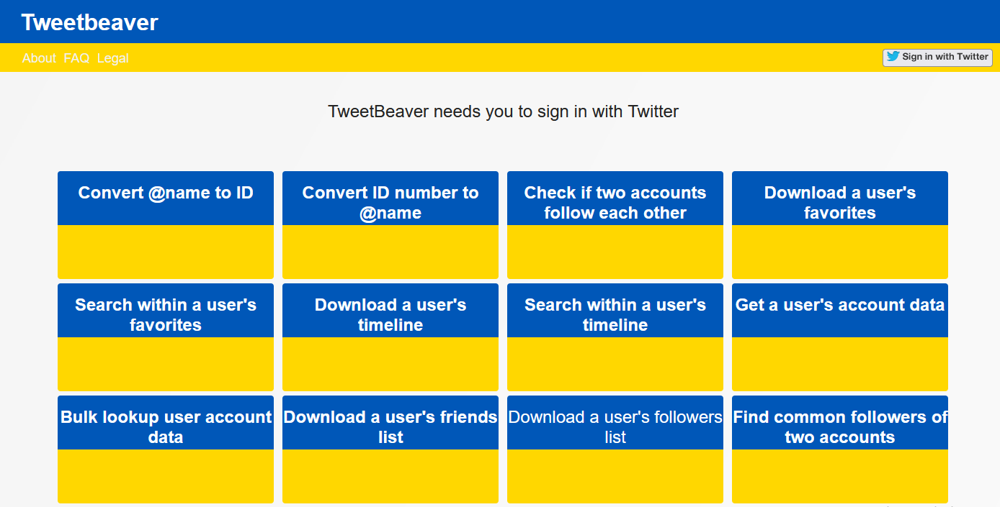 Tweetbeaver
About FAQ Legal
Sign in with Twitter
TweetBeaver needs you to sign in with Twitter
Convert @name to ID
Convert ID number to
@name
Check if two accounts
follow each other
Download a user's
favorites
Search within a user's
favorites
Download a user's
timeline
Search within a user's
timeline
Get a user's account data
Bulk lookup user account
data
Download a user's friends
list
Download a user's followers
list
Find common followers of
two accounts